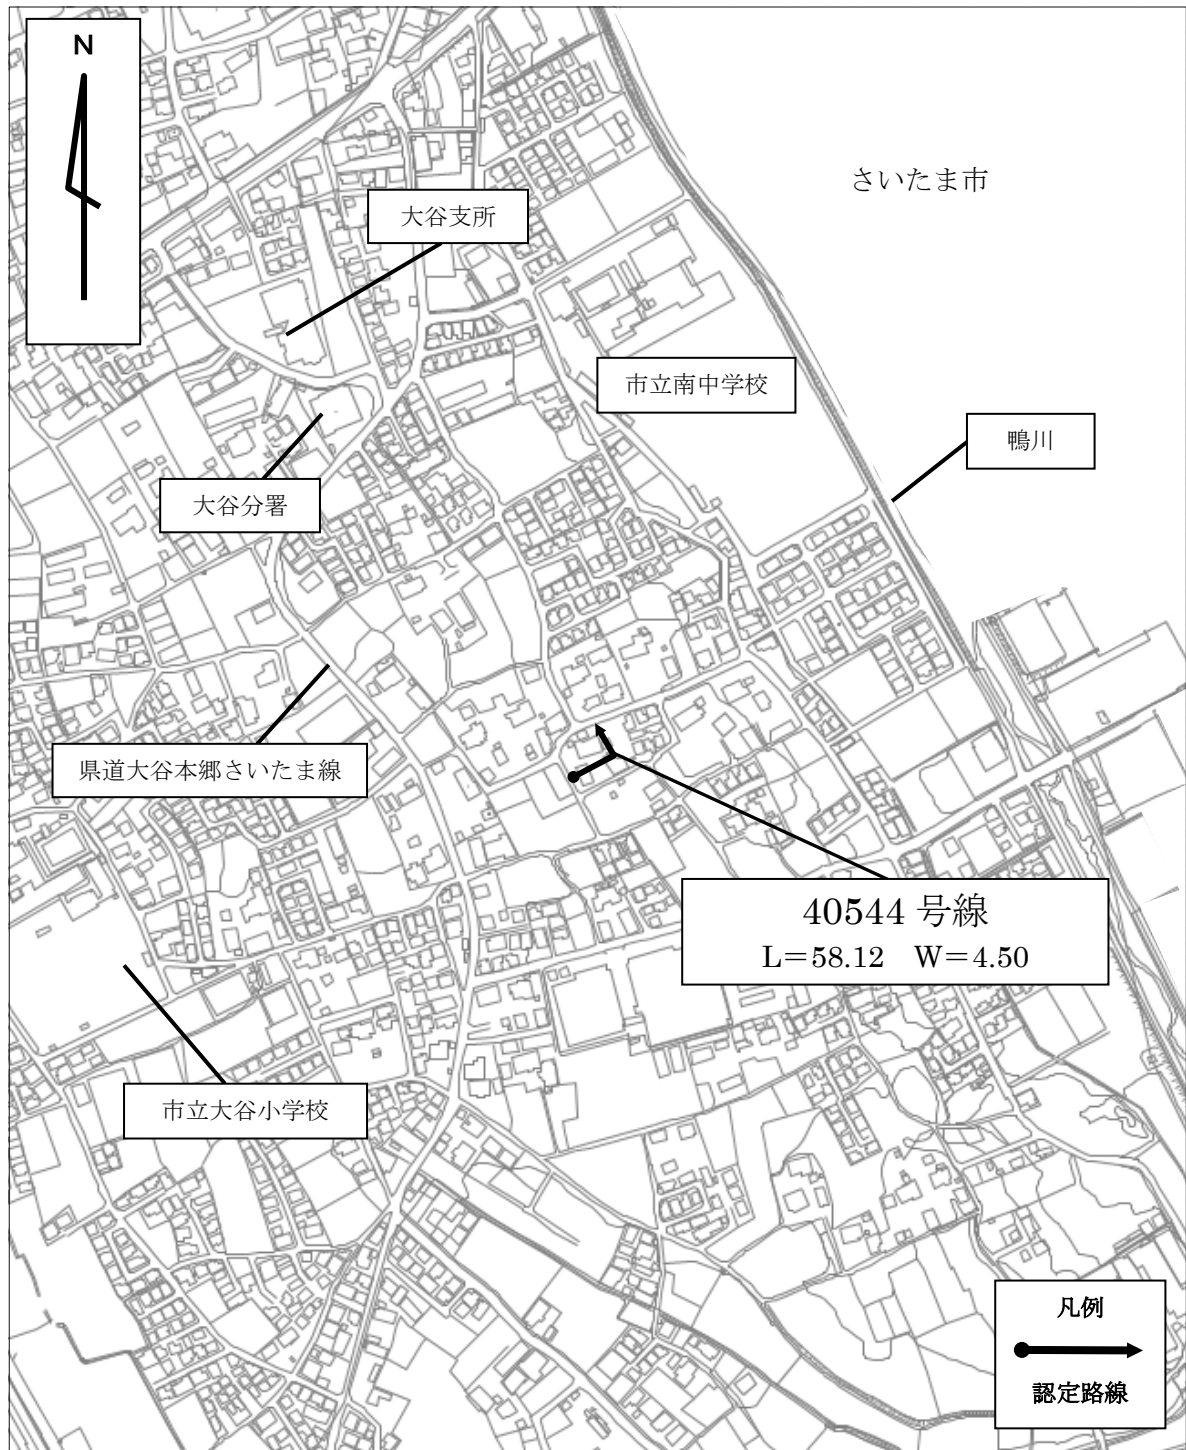 N
さいたま市
大谷支所
市立南中学校
鴨川
大谷分署
県道大谷本郷さいたま線
40544 号線
L=58.12 W=4.50
市立大谷小学校
凡例
認定路線